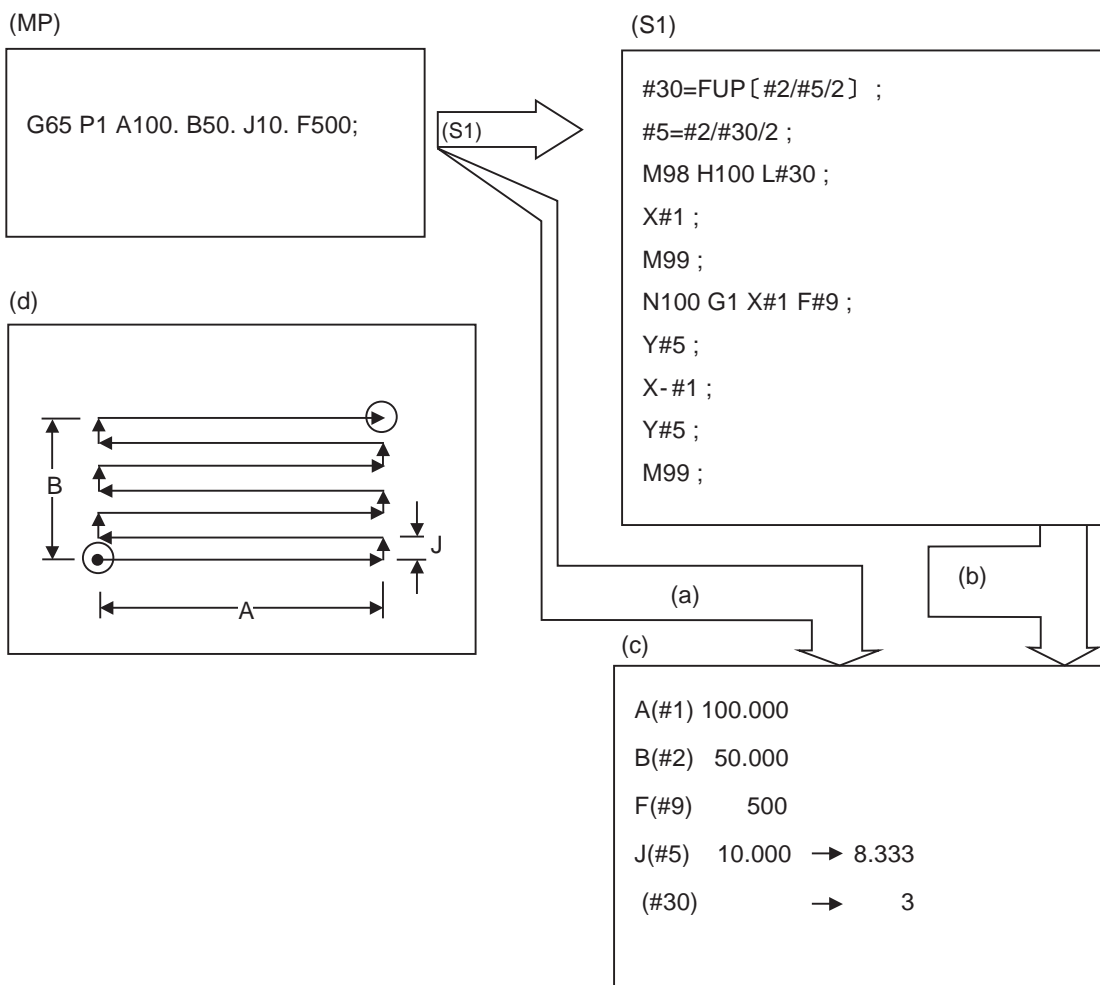 (MP)
G65 P1 A100. B50. J10. F500;
(S1)
(S1)
#30=FUP〔#2/#5/2〕;
#5=#2/#30/2 ;
M98 H100 L#30 ;
X#1 ;
M99 ;
N100 G1 X#1 F#9 ;
Y#5 ;
X-#1 ;
Y#5 ;
M99 ;
(d)
B
J
A
(a)
(b)
(c)
A(#1) 100.000
B(#2) 50.000
F(#9) 500
J(#5) 10.000 → 8.333
(#30) → 3